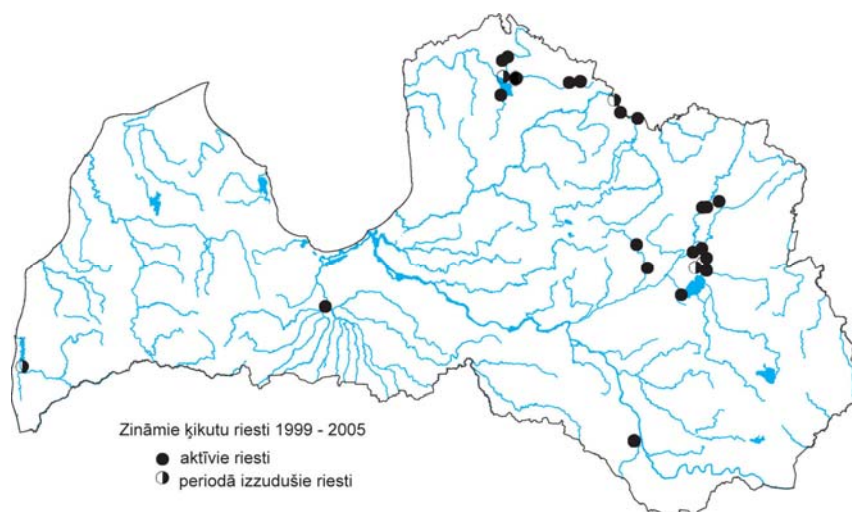 Zināmie ķikutu riesti 1999 - 2005
aktīvie riesti
periodā izzudušie riesti